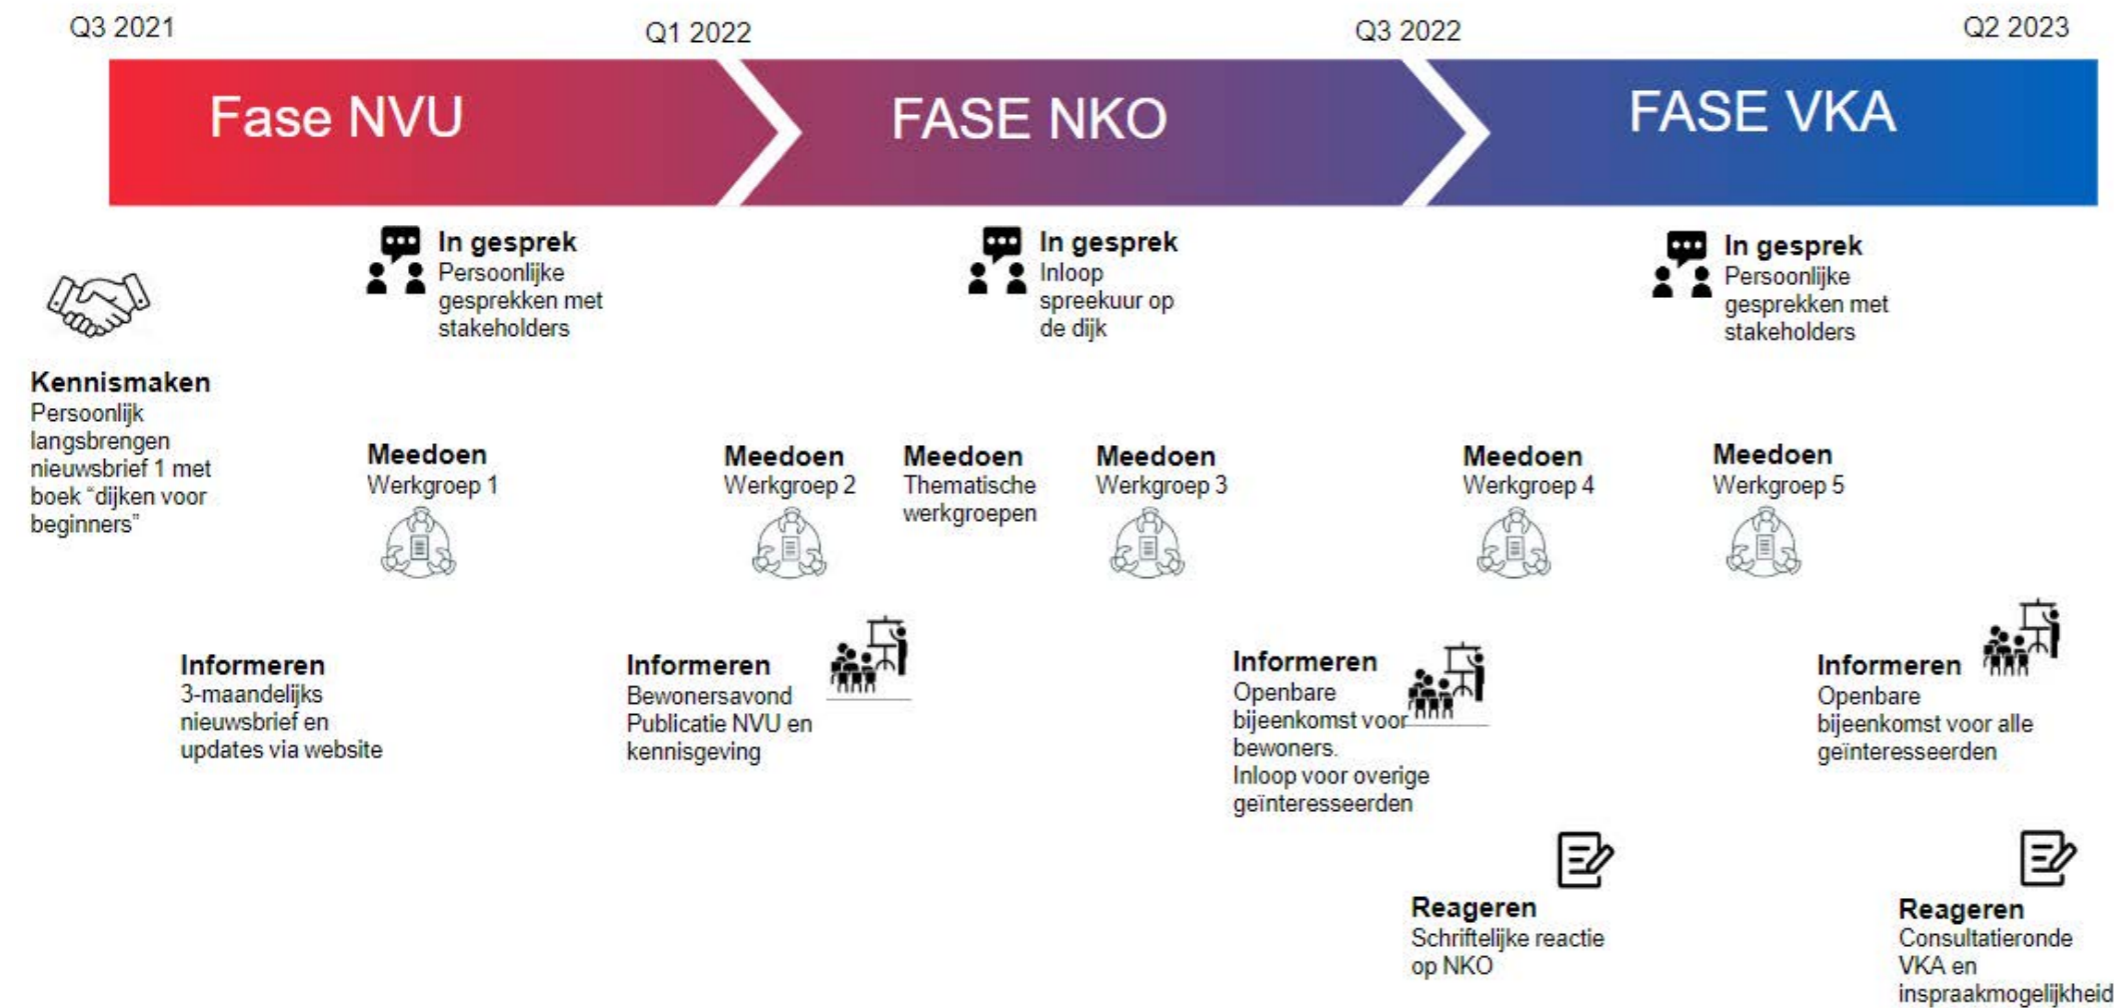 Q3 2021
Q1 2022
Q3 2022
Q2 2023
Fase NVU
FASE NKO
FASE VKA
In gesprek
Persoonlijke
gesprekken met
stakeholders
In gesprek
Inloop
spreekuur op
de dijk
In gesprek
Persoonlijke
gesprekken met
stakeholders
Kennismaken
Persoonlijk
langsbrengen
nieuwsbrief 1 met
boek “dijken voor
beginners”
Meedoen
Werkgroep 1
Meedoen
Werkgroep 2
Meedoen
Thematische
werkgroepen
Meedoen
Werkgroep 3
Meedoen
Werkgroep 4
Meedoen
Werkgroep 5
Informeren
3-maandelijks
nieuwsbrief en
updates via website
Informeren
Bewonersavond
Publicatie NVU en
kennisgeving
Informeren
Openbare
bijeenkomst voor
bewoners.
Inloop voor overige
geïnteresseerden
Informeren
Openbare
bijeenkomst voor alle
geïnteresseerden
Reageren
Schriftelijke reactie
op NKO
Reageren
Consultatieronde
VKA en
inspraakmogelijkheid